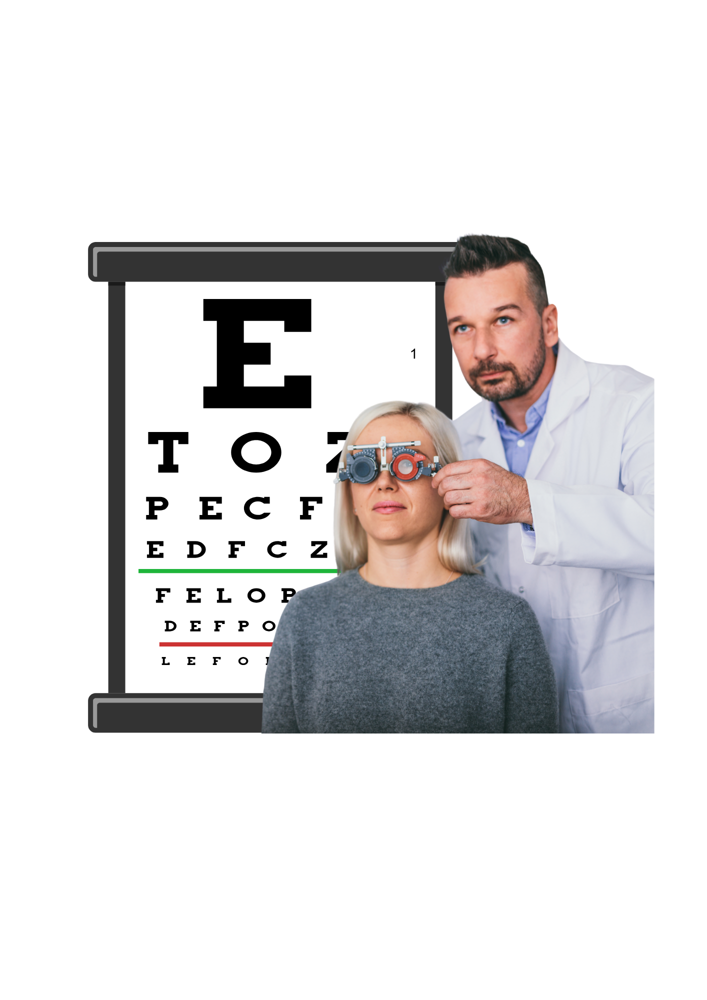 E
1
T O Z
P E C F
E D F C Z
F E L O P
D E F P O
L E F O